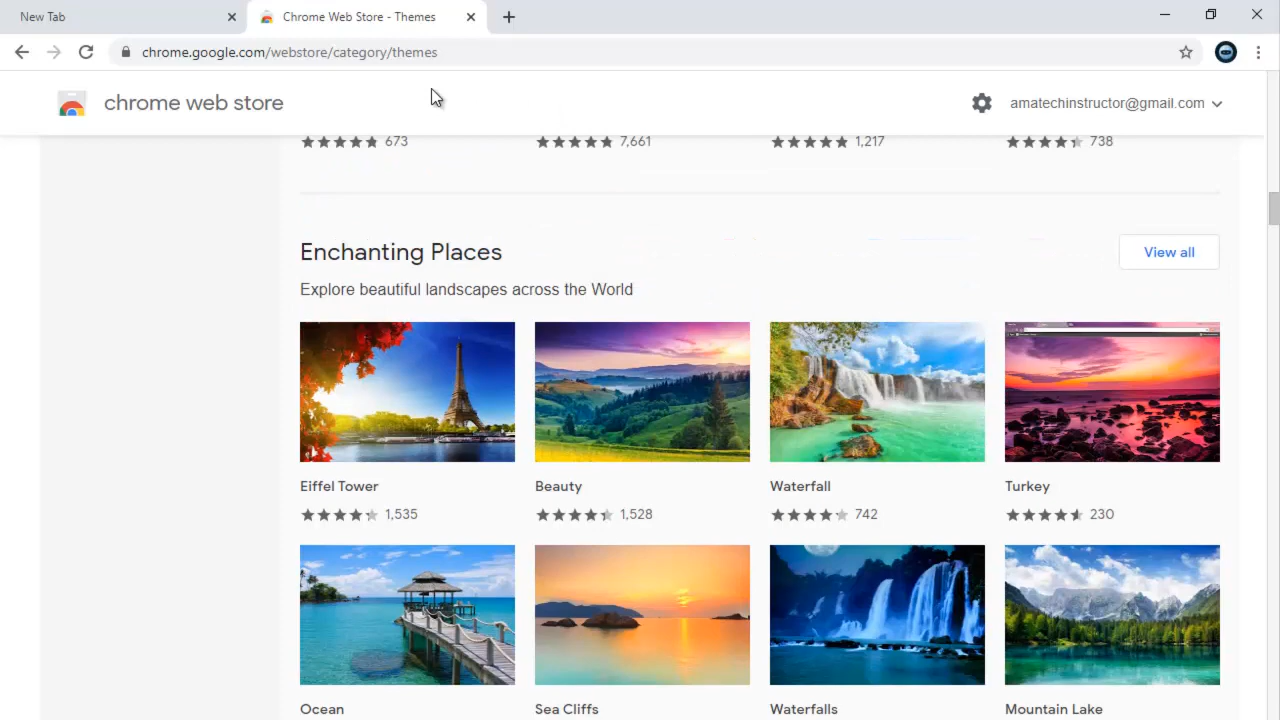 New Tab
Chrome Web Store - Themes
chrome.google.com/webstore/category/themes
chrome web store
amatechinstructor@gmail.com
673
7,661
1,217
738
Enchanting Places
View all
Explore beautiful landscapes across the World
Eiffel Tower
Beauty
Waterfall
Turkey
1,535
1,528
742
230
Ocean
Sea Cliffs
Waterfalls
Mountain Lake